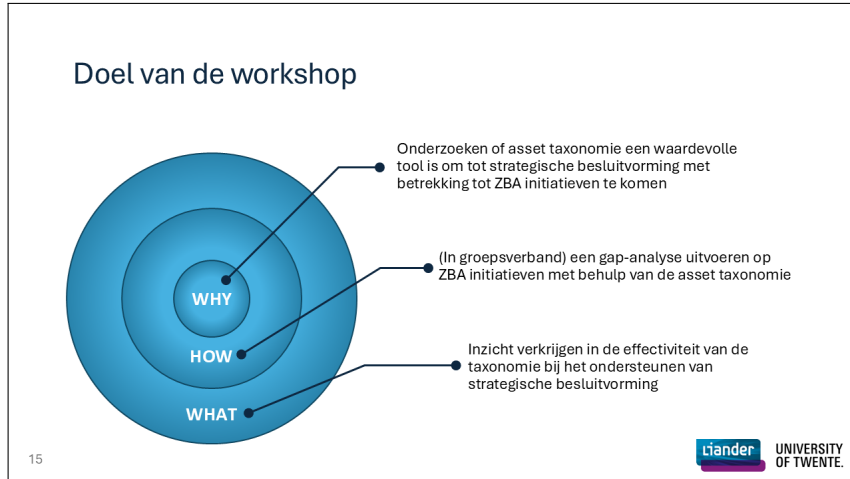 Doel van de workshop
Onderzoeken of asset taxonomie een waardevolle
tool is om tot strategische besluitvorming met
betrekking tot ZBA initiatieven te komen
(In groepsverband) een gap-analyse uitvoeren op
ZBA initiatieven met behulp van de asset taxonomie
WHY
HOW
Inzicht verkrijgen in de effectiviteit van de
taxonomie bij het ondersteunen van
strategische besluitvorming
WHAT
15
Liander
UNIVERSITY
OF TWENTE.